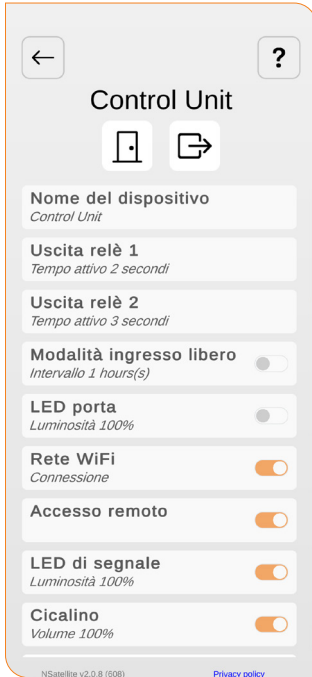 ?
Control Unit
Nome del dispositivo
Control Unit
Uscita relè 1
Tempo attivo 2 secondi
Uscita relè 2
Tempo attivo 3 secondi
Modalità ingresso libero
Intervallo 1 hours(s)
LED porta
Luminosità 100%
Rete WiFi
Connessione
Accesso remoto
LED di segnale
Luminosità 100%
Cicalino
Volume 100%
NSatellite v2.0.8 (608) Privacy policy